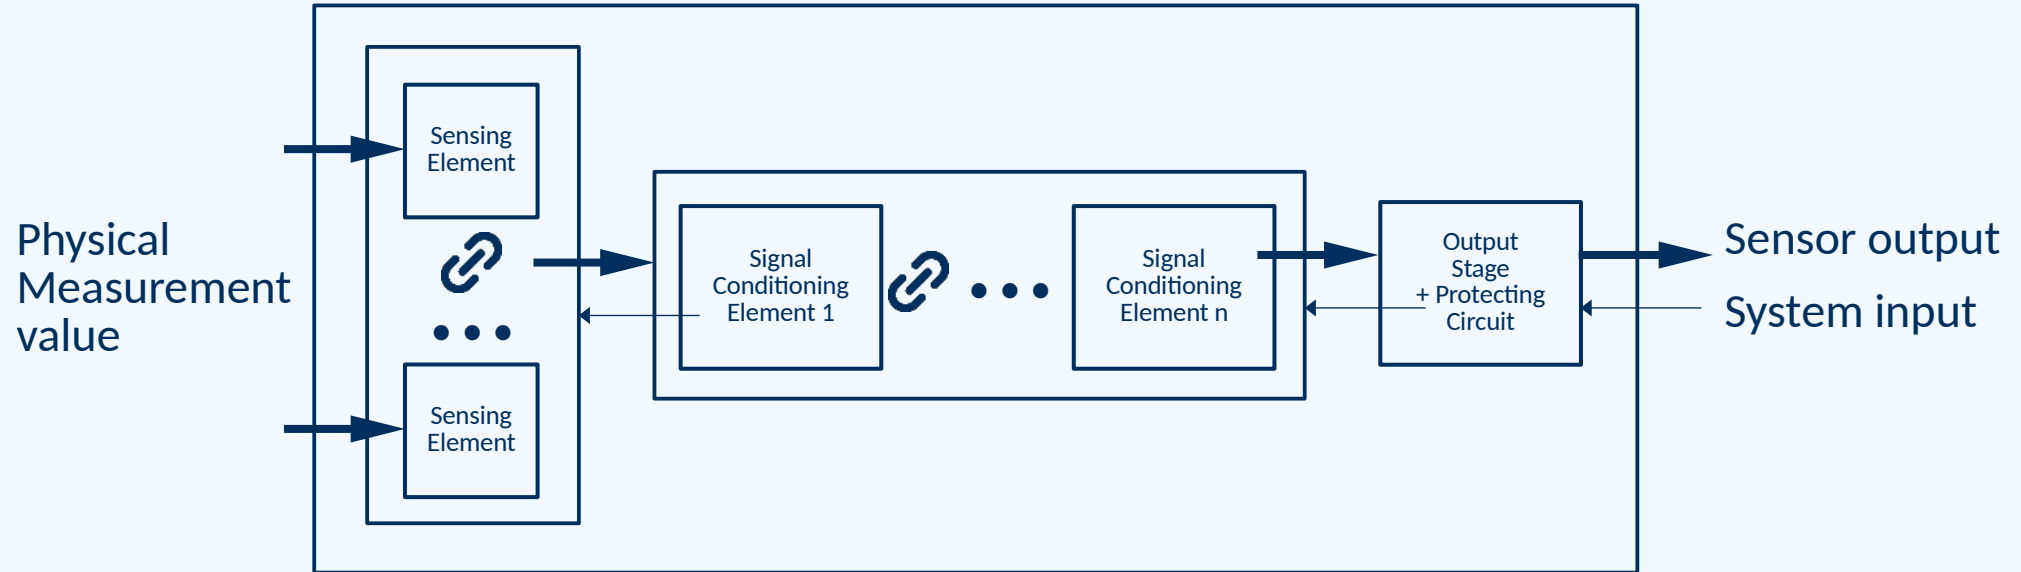 Physical
Measurement
value
Sensing
Element
Sensing
Element
Signal
Conditioning
Element 1
Signal
Conditioning
Element n
Output
Stage
+ Protecting
Circuit
Sensor output
System input